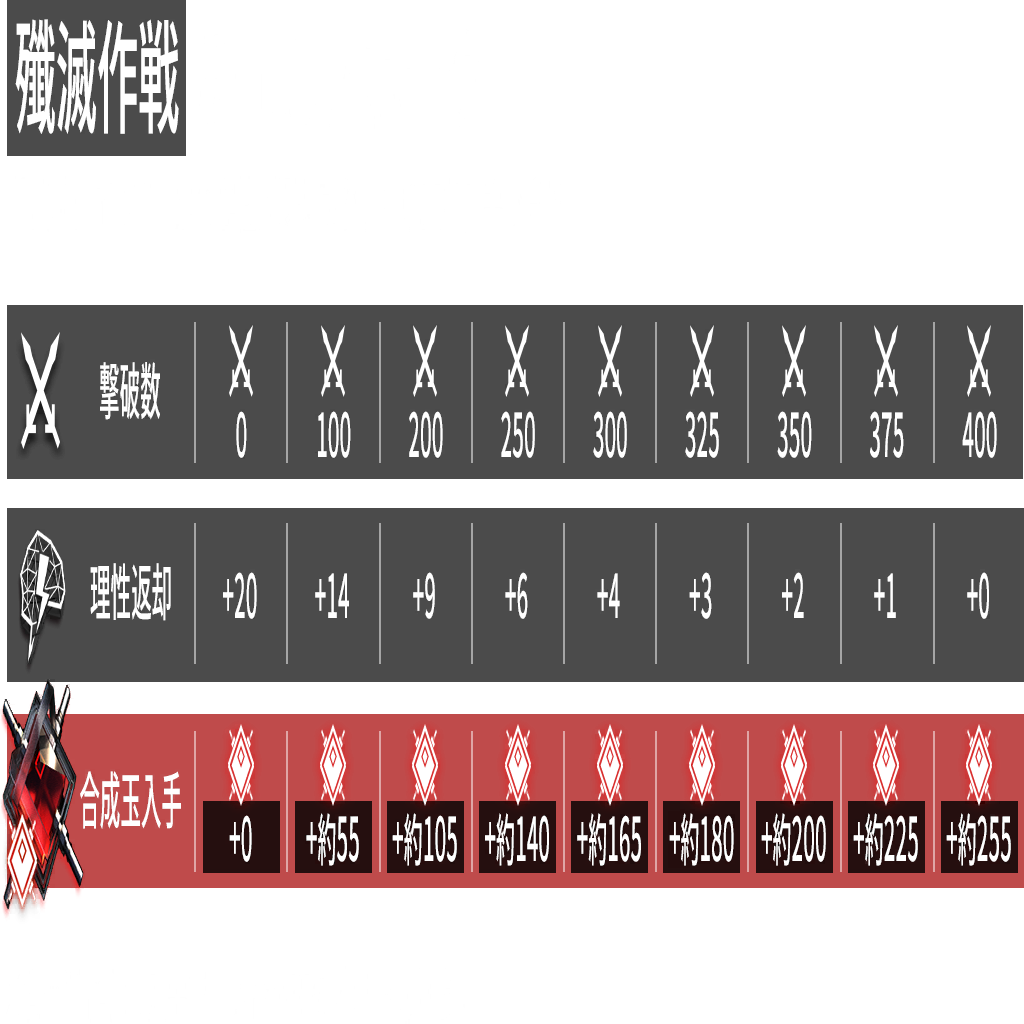 殲滅作戦
撃破数 0 100 200 250 300 325 350 375 400
理性返却 +20 +14 +9 +6 +4 +3 +2 +1 +0
合成玉入手 +0 +約55 +約105 +約140 +約165 +約180 +約200 +約225 +約255